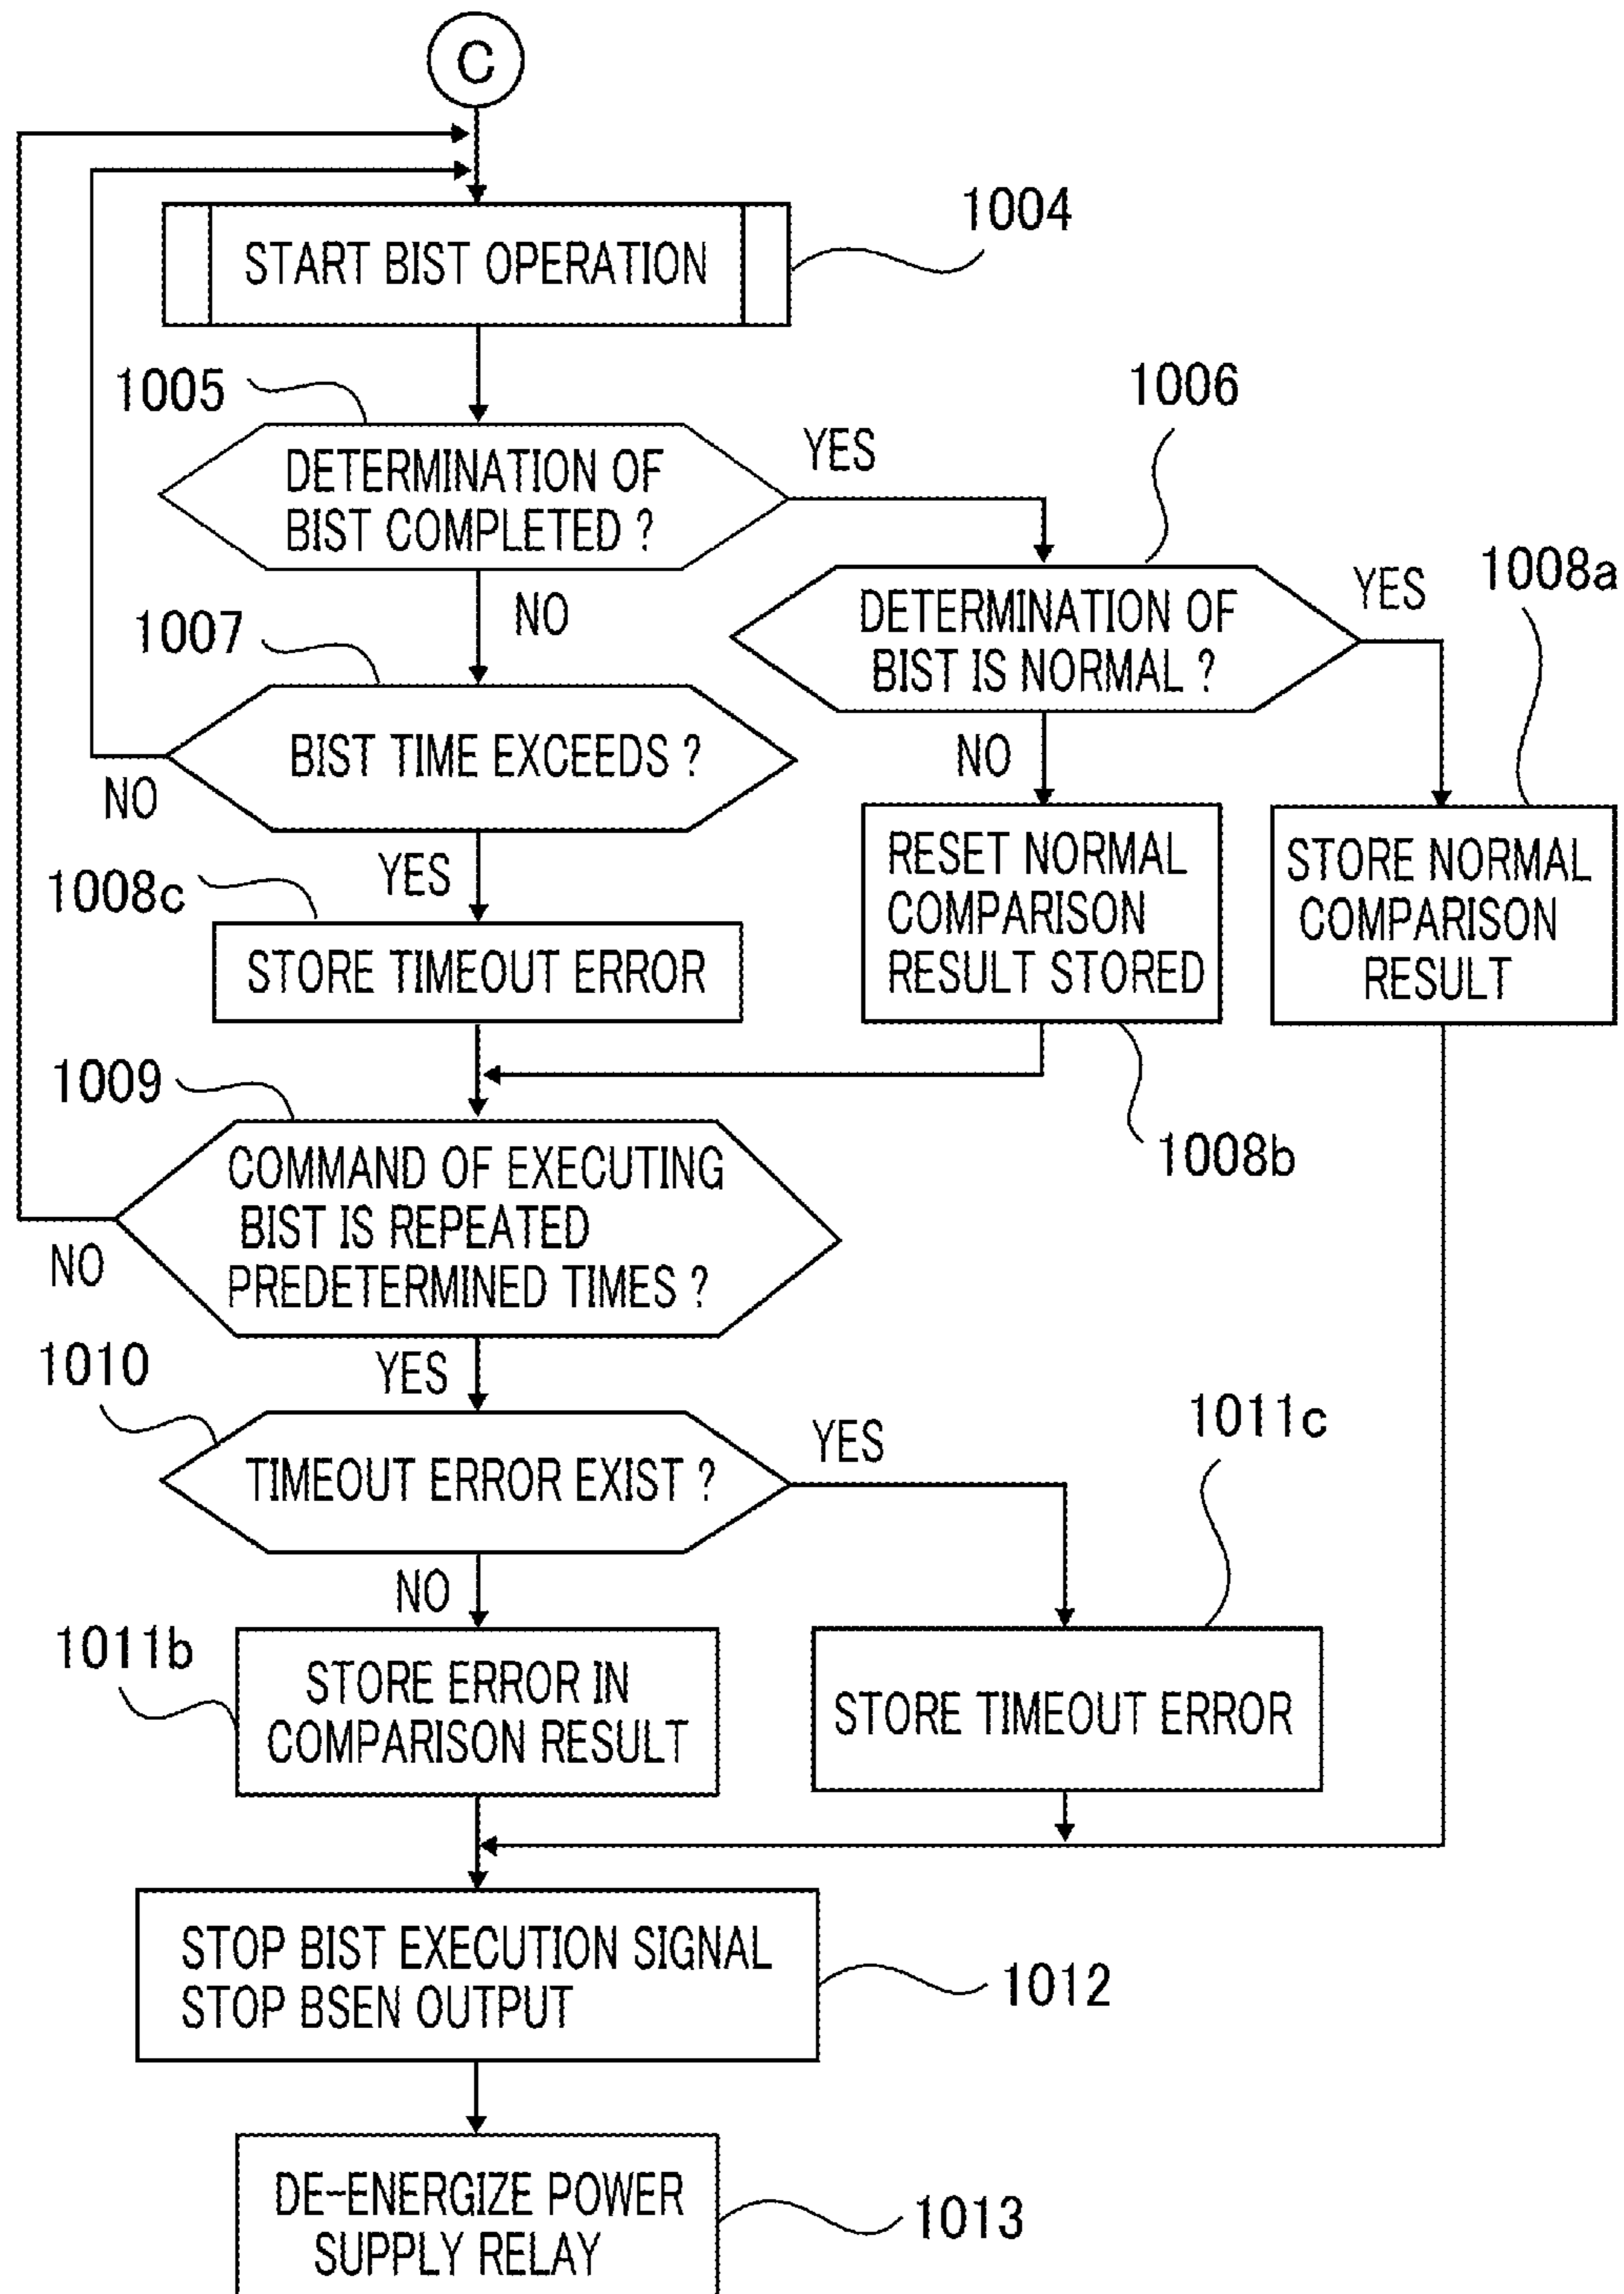 C
START BIST OPERATION
1004
1005
DETERMINATION OF
BIST COMPLETED ?
YES
NO
1006
DETERMINATION OF
BIST IS NORMAL ?
YES
NO
1008a
STORE NORMAL
COMPARISON
RESULT
1007
BIST TIME EXCEEDS ?
NO
YES
RESET NORMAL
COMPARISON
RESULT STORED
1008b
1008c
STORE TIMEOUT ERROR
1009
COMMAND OF EXECUTING
BIST IS REPEATED
PREDETERMINED TIMES ?
NO
YES
1010
TIMEOUT ERROR EXIST ?
YES
NO
1011c
STORE TIMEOUT ERROR
1011b
STORE ERROR IN
COMPARISON RESULT
STOP BIST EXECUTION SIGNAL
STOP BSEN OUTPUT
1012
DE-ENERGIZE POWER
SUPPLY RELAY
1013